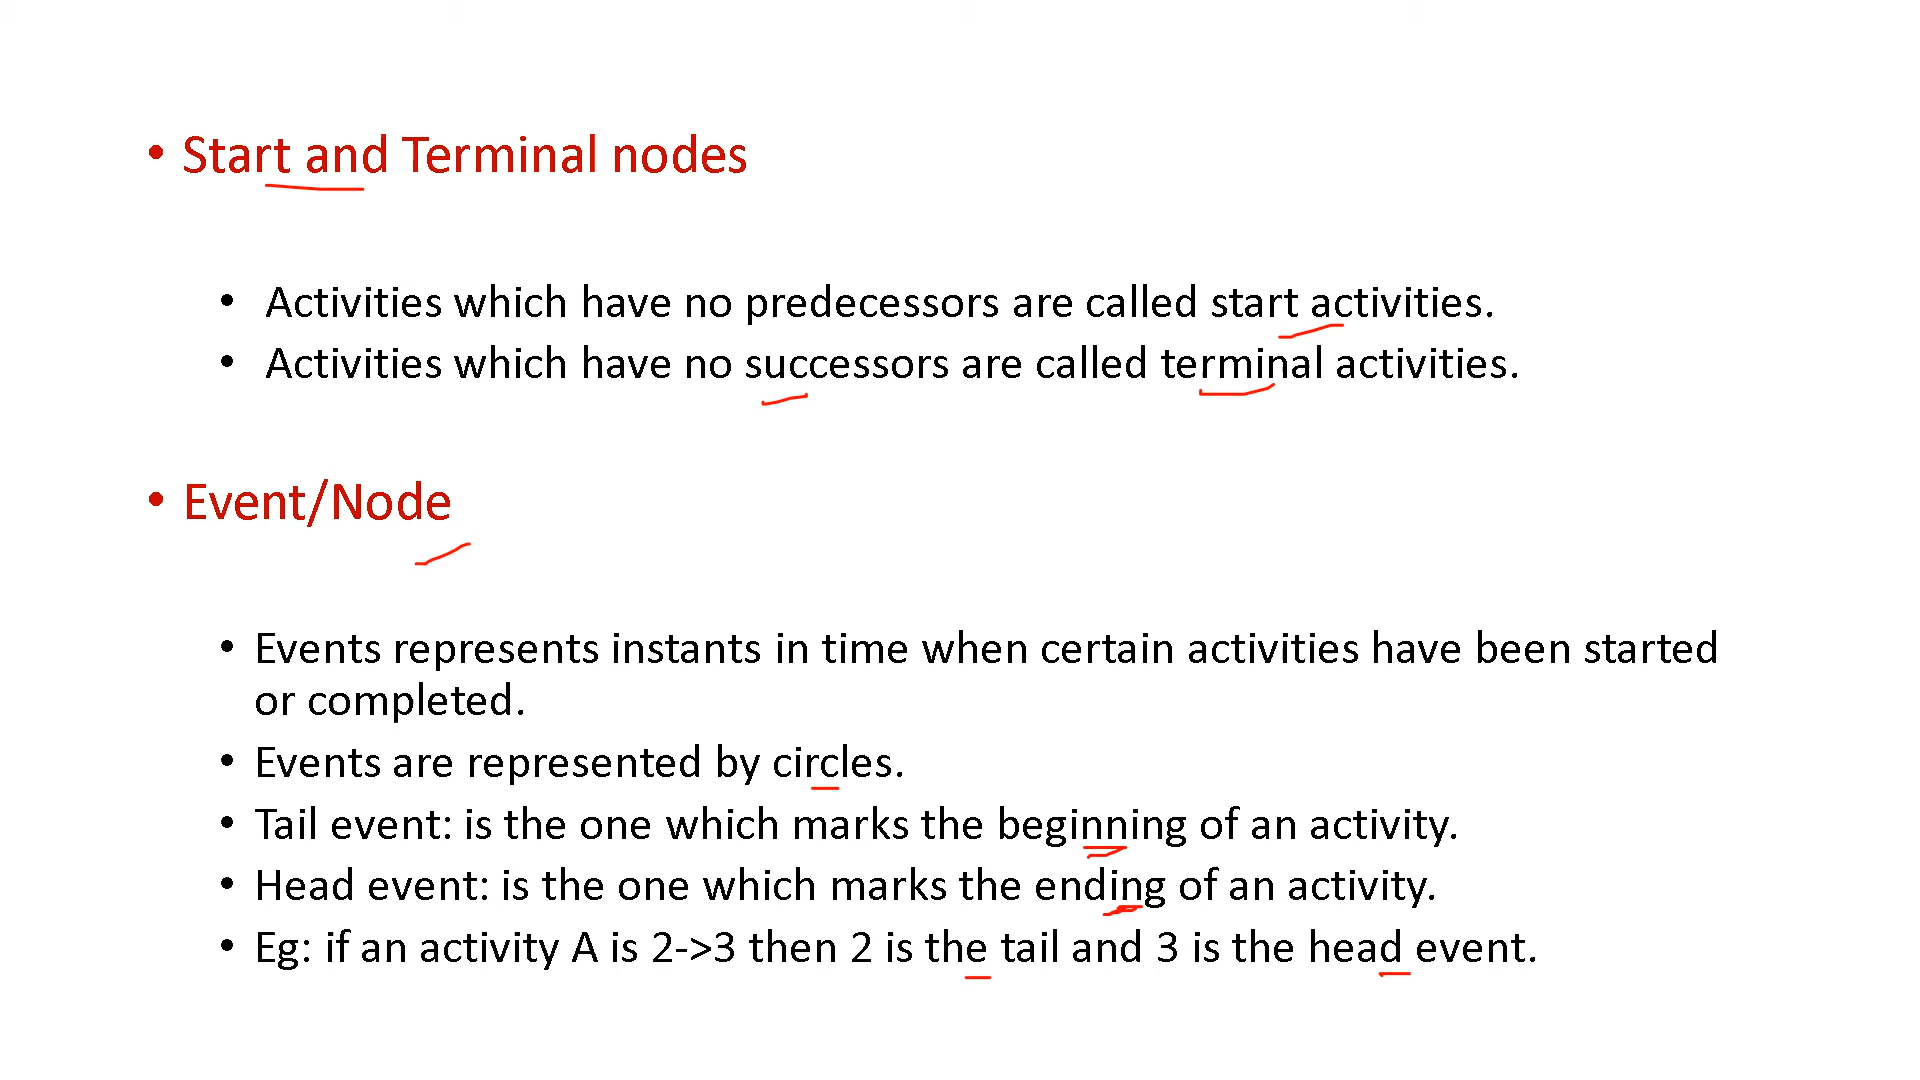 • Start and Terminal nodes
• Activities which have no predecessors are called start activities.
• Activities which have no successors are called terminal activities.
• Event/Node
• Events represents instants in time when certain activities have been started
or completed.
• Events are represented by circles.
• Tail event: is the one which marks the beginning of an activity.
• Head event: is the one which marks the ending of an activity.
• Eg: if an activity A is 2->3 then 2 is the tail and 3 is the head event.